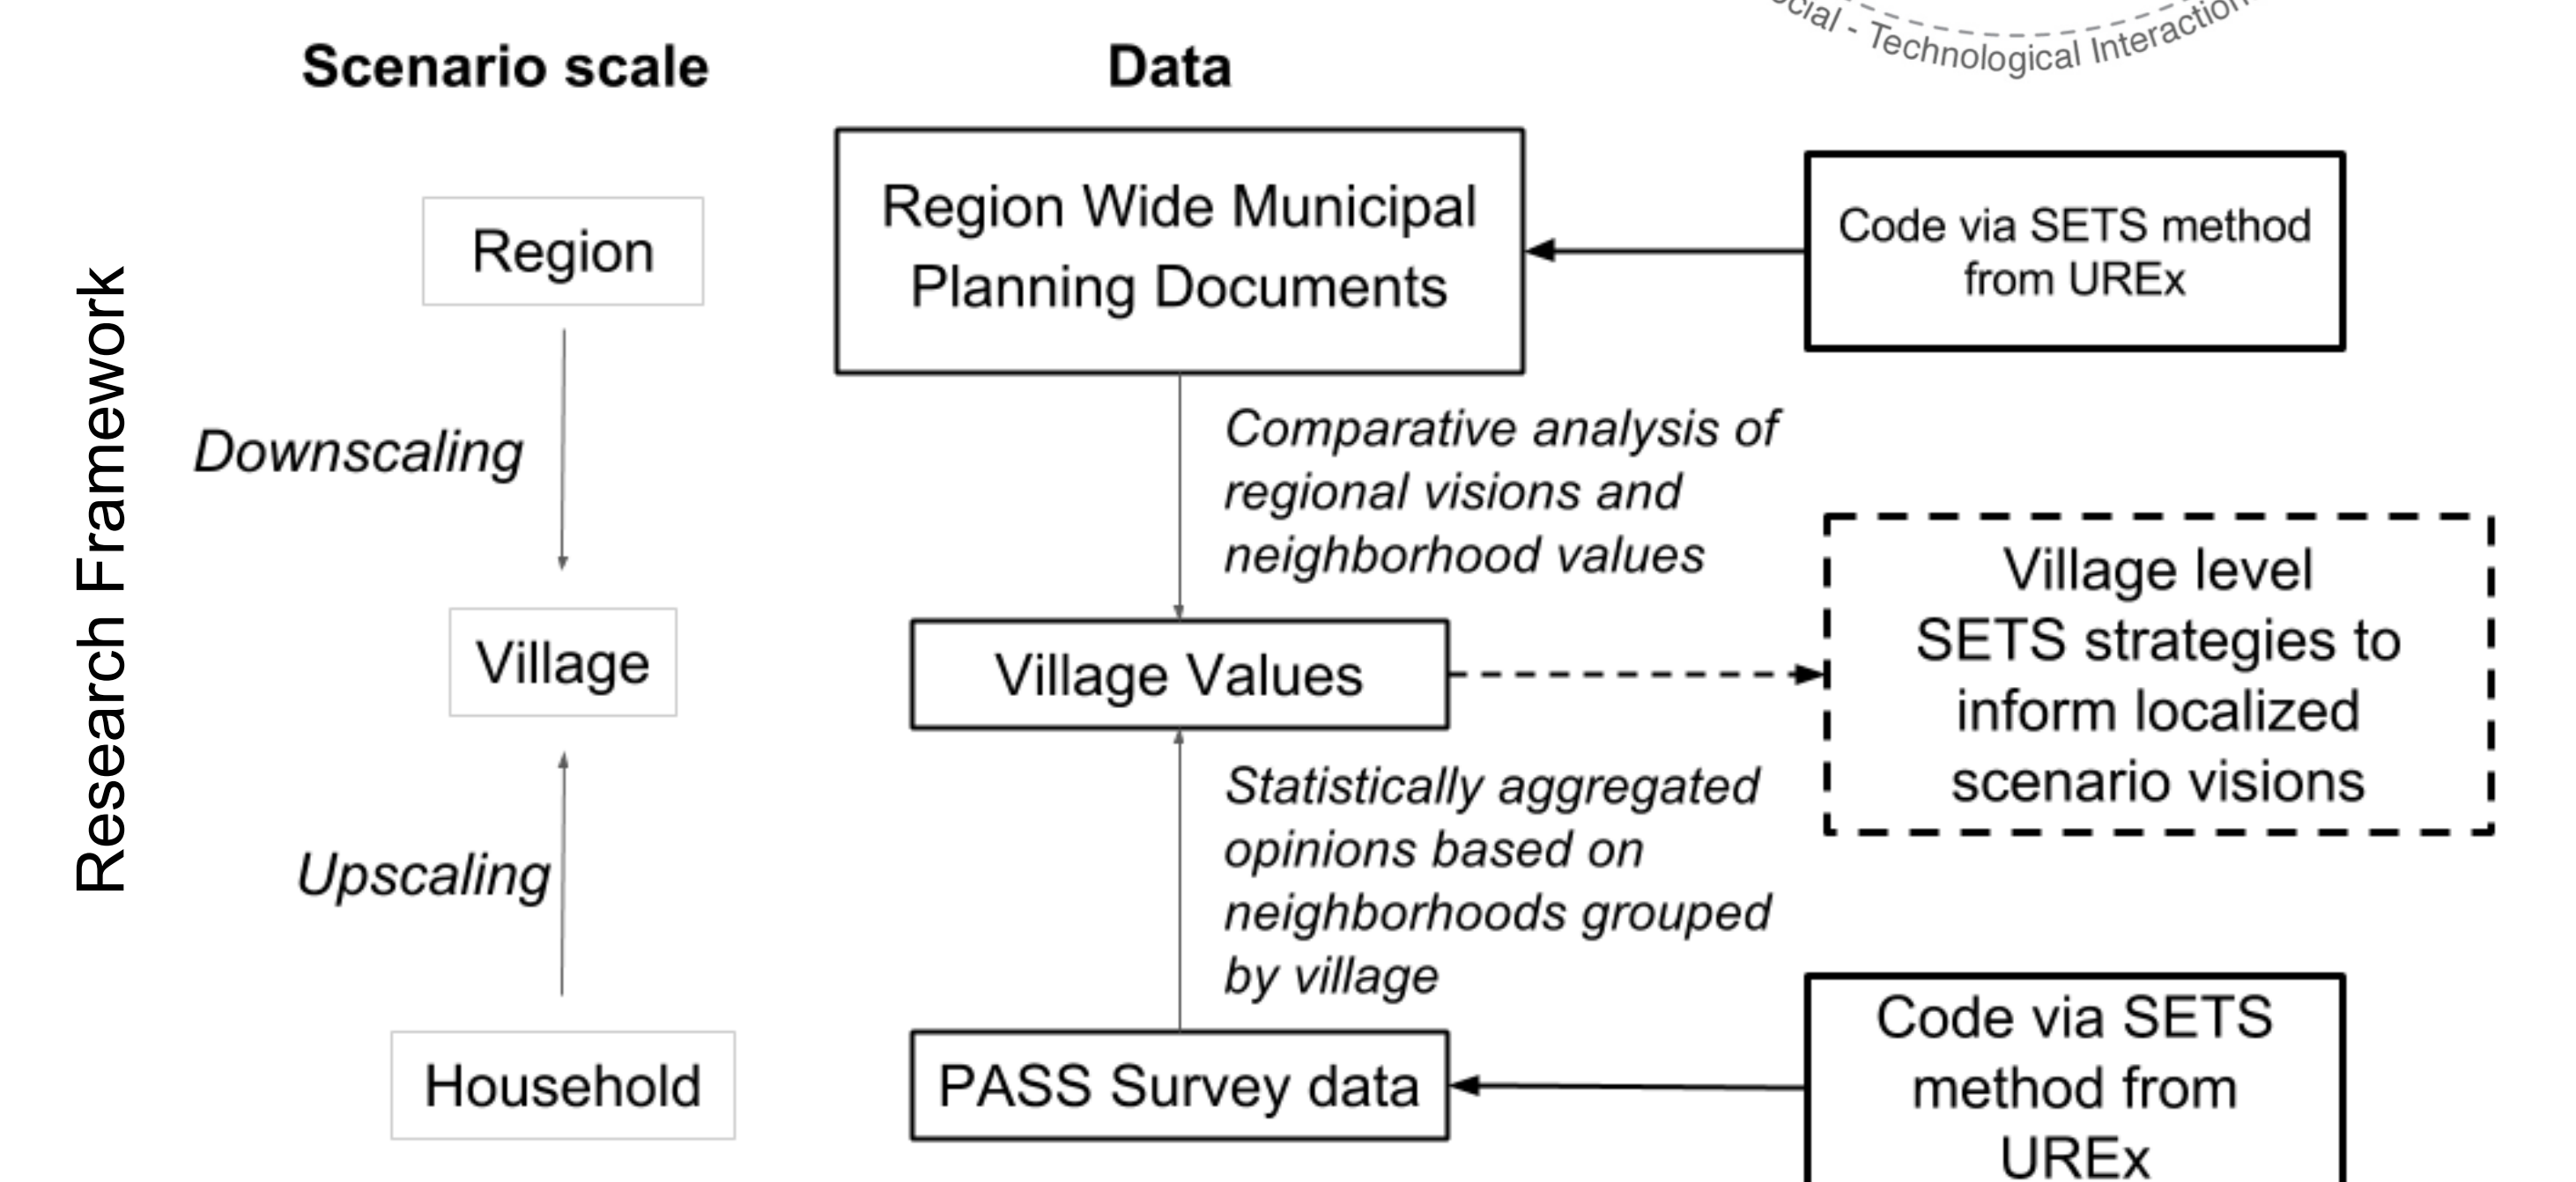 Social - Technological Interaction
Scenario scale
Data
Research Framework
Region
Region Wide Municipal
Planning Documents
Code via SETS method
from UREx
Downscaling
Comparative analysis of
regional visions and
neighborhood values
Village
Village Values
Village level
SETS strategies to
inform localized
scenario visions
Upscaling
Statistically aggregated
opinions based on
neighborhoods grouped
by village
Household
PASS Survey data
Code via SETS
method from
UREx